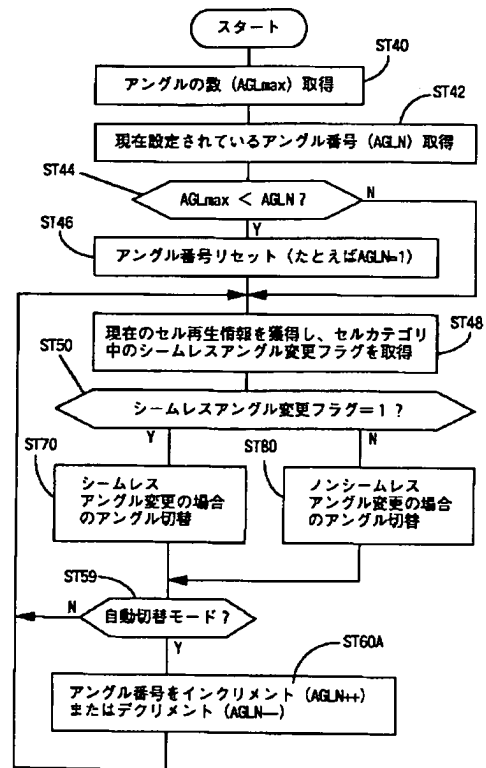 スタート
ST40
アングルの数（AGLmax）取得
ST42
現在設定されているアングル番号（AGLN）取得
ST44
AGLmax ＜ AGLN？
N
Y
ST46
アングル番号リセット（たとえばAGLN=1）
ST48
現在のセル再生情報を獲得し、セルカテゴリ
中のシームレスアングル変更フラグを取得
ST50
シームレスアングル変更フラグ＝1？
Y
N
ST70
シームレス
アングル変更の場合
のアングル切替
ST80
ノンシームレス
アングル変更の場合
のアングル切替
ST59
自動切替モード？
N
Y
ST60A
アングル番号をインクリメント（AGLN++）
またはデクリメント（AGLN--）